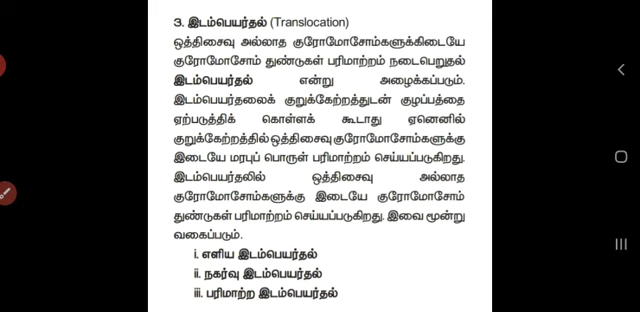 3. இடம்பெயர்தல் (Translocation)
ஒத்திசைவு அல்லாத குரோமோசோம்களுக்கிடையே
குரோமோசோம் துண்டுகள் பரிமாற்றம் நடைபெறுதல்
இடம்பெயர்தல் என்று அழைக்கப்படும்.
இடம்பெயர்தலைக் குறுக்கேற்றத்துடன் குழப்பத்தை
ஏற்படுத்திக் கொள்ளக் கூடாது ஏனெனில்
குறுக்கேற்றத்தில் ஒத்திசைவு குரோமோசோம்களுக்கு
இடையே மரபுப் பொருள் பரிமாற்றம் செய்யப்படுகிறது.
இடம்பெயர்தலில் ஒத்திசைவு அல்லாத
குரோமோசோம்களுக்கு இடையே குரோமோசோம்
துண்டுகள் பரிமாற்றம் செய்யப்படுகிறது. இவை மூன்று
வகைப்படும்.
i. எளிய இடம்பெயர்தல்
ii. நகர்வு இடம்பெயர்தல்
iii. பரிமாற்ற இடம்பெயர்தல்